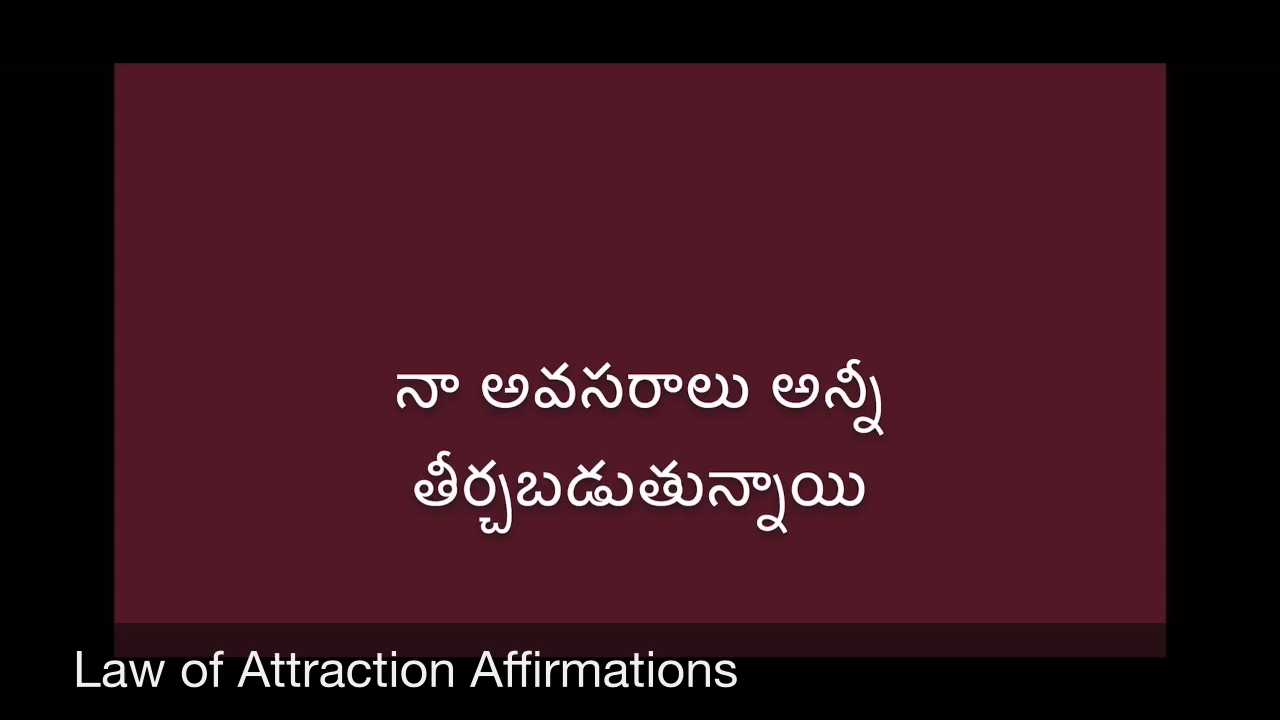 నా అవసరాలు అన్నీ
తీర్చబడుతున్నాయి
Law of Attraction Affirmations